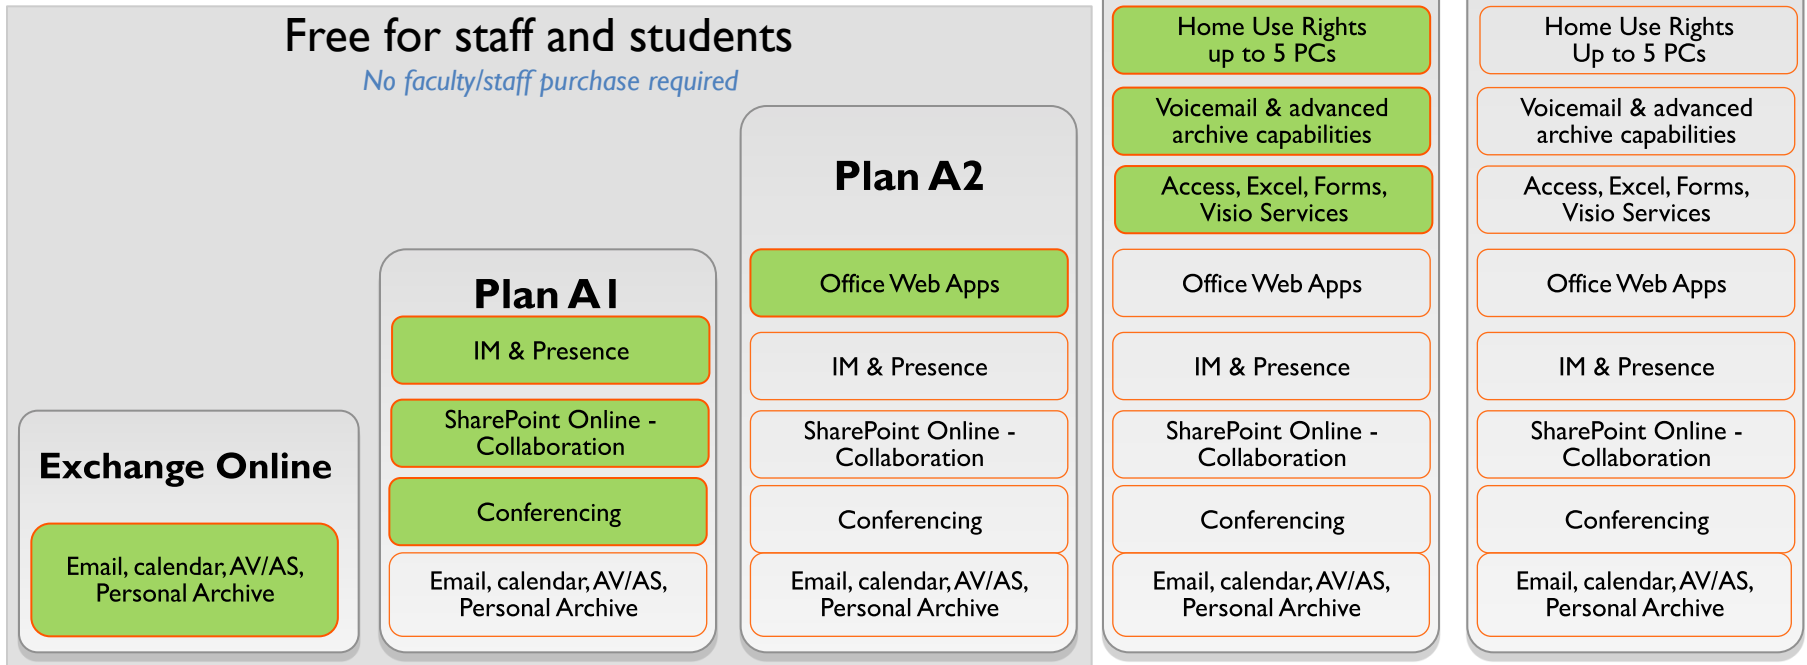 Free for staff and students
No faculty/staff purchase required
Exchange Online
Email, calendar, AV/AS,
Personal Archive
Plan A1
IM & Presence
SharePoint Online -
Collaboration
Conferencing
Email, calendar, AV/AS,
Personal Archive
Plan A2
Office Web Apps
IM & Presence
SharePoint Online -
Collaboration
Conferencing
Email, calendar, AV/AS,
Personal Archive
Home Use Rights
up to 5 PCs
Voicemail & advanced
archive capabilities
Access, Excel, Forms,
Visio Services
Office Web Apps
IM & Presence
SharePoint Online -
Collaboration
Conferencing
Email, calendar, AV/AS,
Personal Archive
Home Use Rights
Up to 5 PCs
Voicemail & advanced
archive capabilities
Access, Excel, Forms,
Visio Services
Office Web Apps
IM & Presence
SharePoint Online -
Collaboration
Conferencing
Email, calendar, AV/AS,
Personal Archive